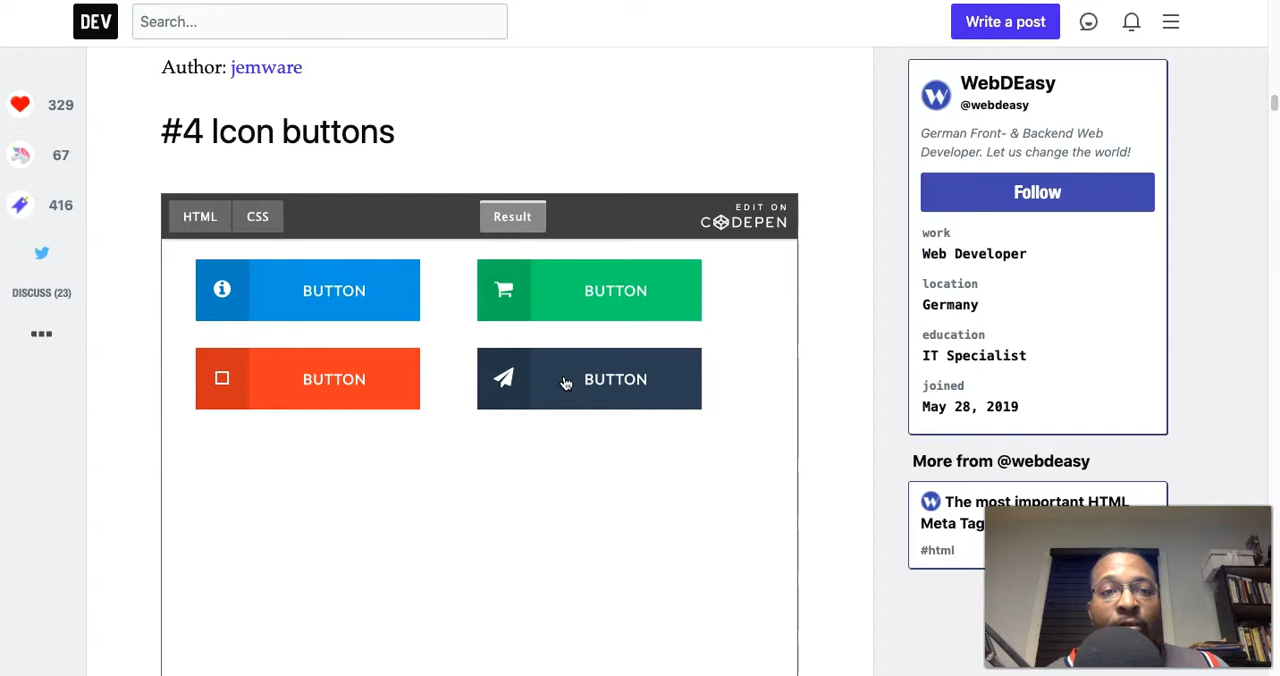 DEV
Search...
Write a post
329
67
416
DISCUSS (23)
Author: jemware
#4 Icon buttons
HTML
CSS
Result
EDIT ON
CODEPEN
BUTTON
BUTTON
BUTTON
BUTTON
WebDEasy
@webdeasy
German Front- & Backend Web
Developer. Let us change the world!
Follow
work
Web Developer
location
Germany
education
IT Specialist
joined
May 28, 2019
More from @webdeasy
The most important HTML
Meta Tag
#html